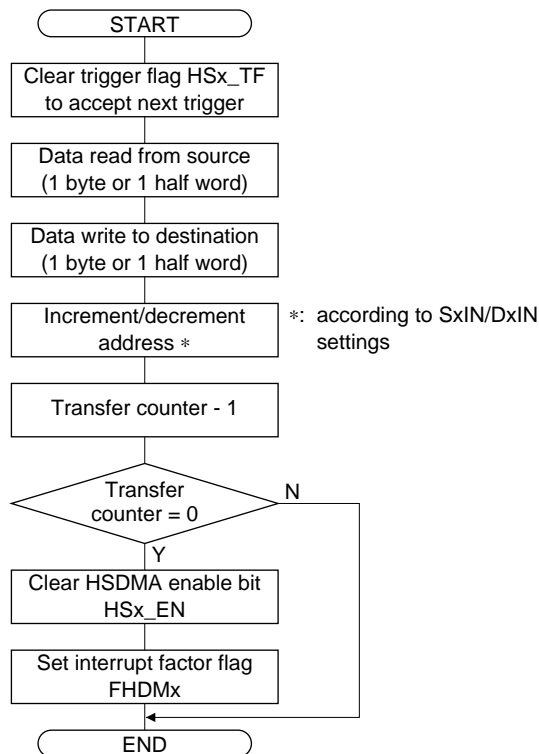 START
Clear trigger flag HSx_TF
to accept next trigger
Data read from source
(1 byte or 1 half word)
Data write to destination
(1 byte or 1 half word)
Increment/decrement
address ∗
∗: according to SxIN/DxIN
settings
Transfer counter - 1
Transfer
counter = 0
N
Y
Clear HSDMA enable bit
HSx_EN
Set interrupt factor flag
FHDMx
END